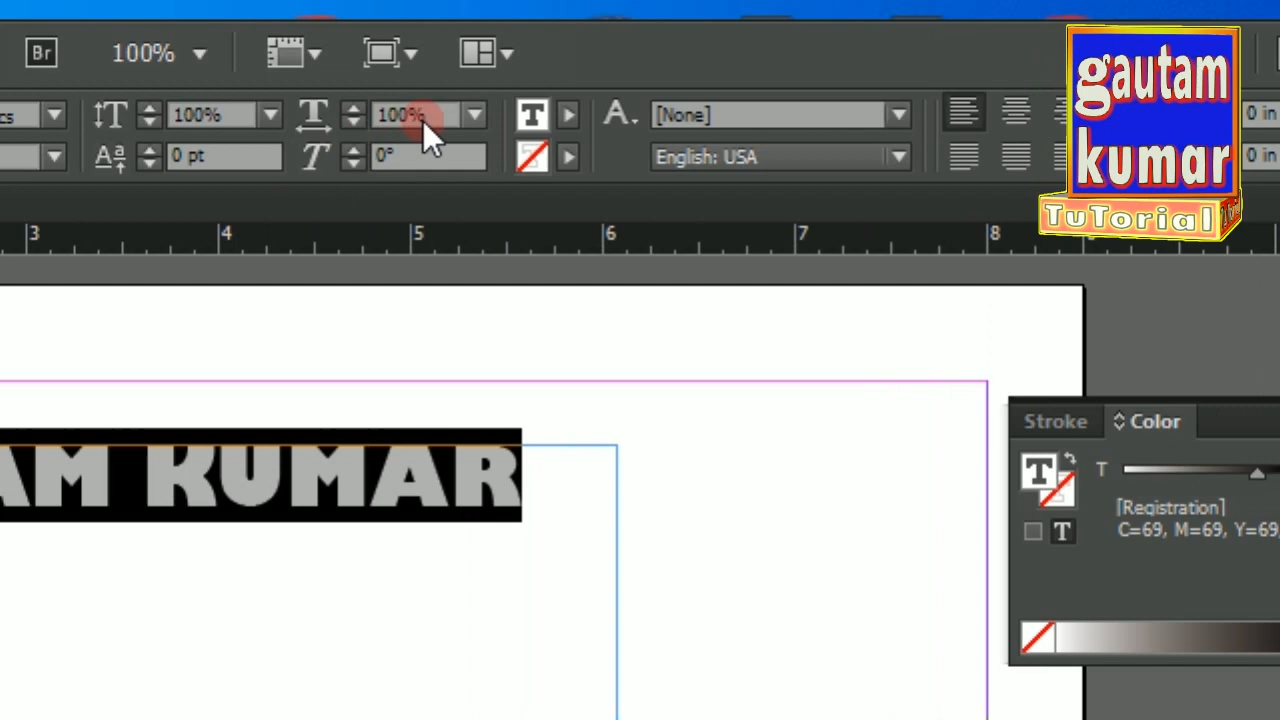 Br 100%
cs 100% 100% [None] 0 in
0 pt 0° English: USA 0 in
gautam
kumar
TuTorial
3 4 5 6 7 8
AM KUMAR
Stroke Color
T
[Registration]
C=69, M=69, Y=69,